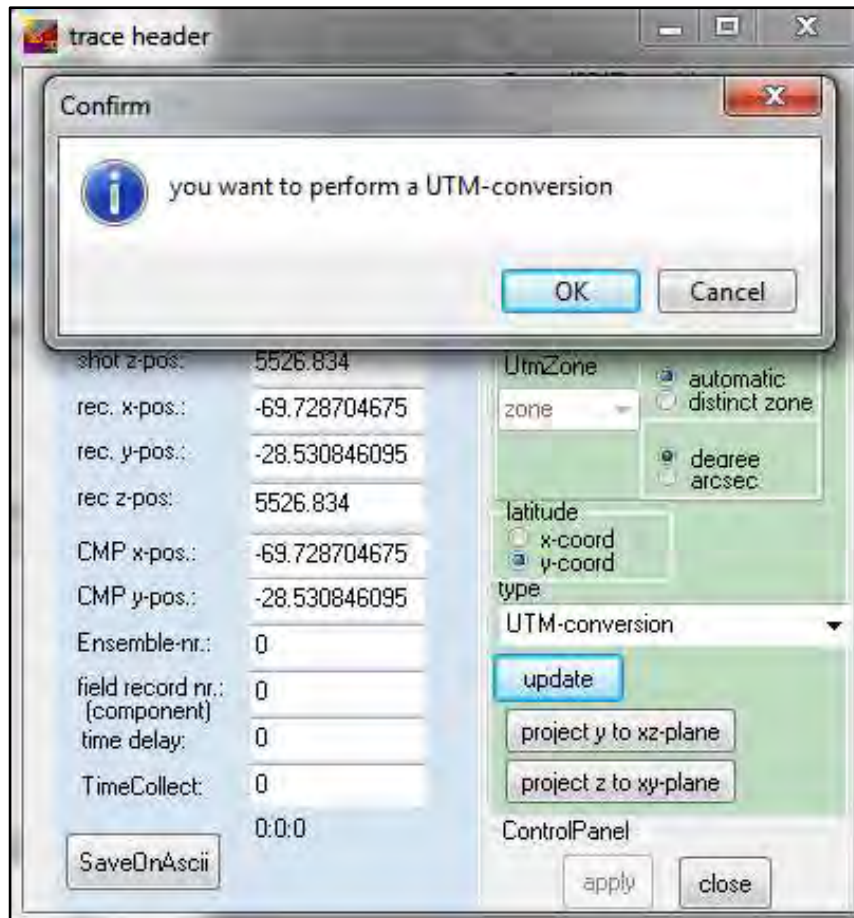 trace header
Confirm
you want to perform a UTM-conversion
OK Cancel
shot z-pos: 5526.834
rec. x-pos.: -69.728704675
rec. y-pos.: -28.530846095
rec z-pos: 5526.834
CMP x-pos.: -69.728704675
CMP y-pos.: -28.530846095
Ensemble-nr.: 0
field record nr.: 0
(component)
time delay: 0
TimeCollect: 0
0:0:0
SaveOnAscii
UtmZone
zone
automatic
distinct zone
degree
arcsec
latitude
x-coord
y-coord
type
UTM-conversion
update
project y to xz-plane
project z to xy-plane
ControlPanel
apply close